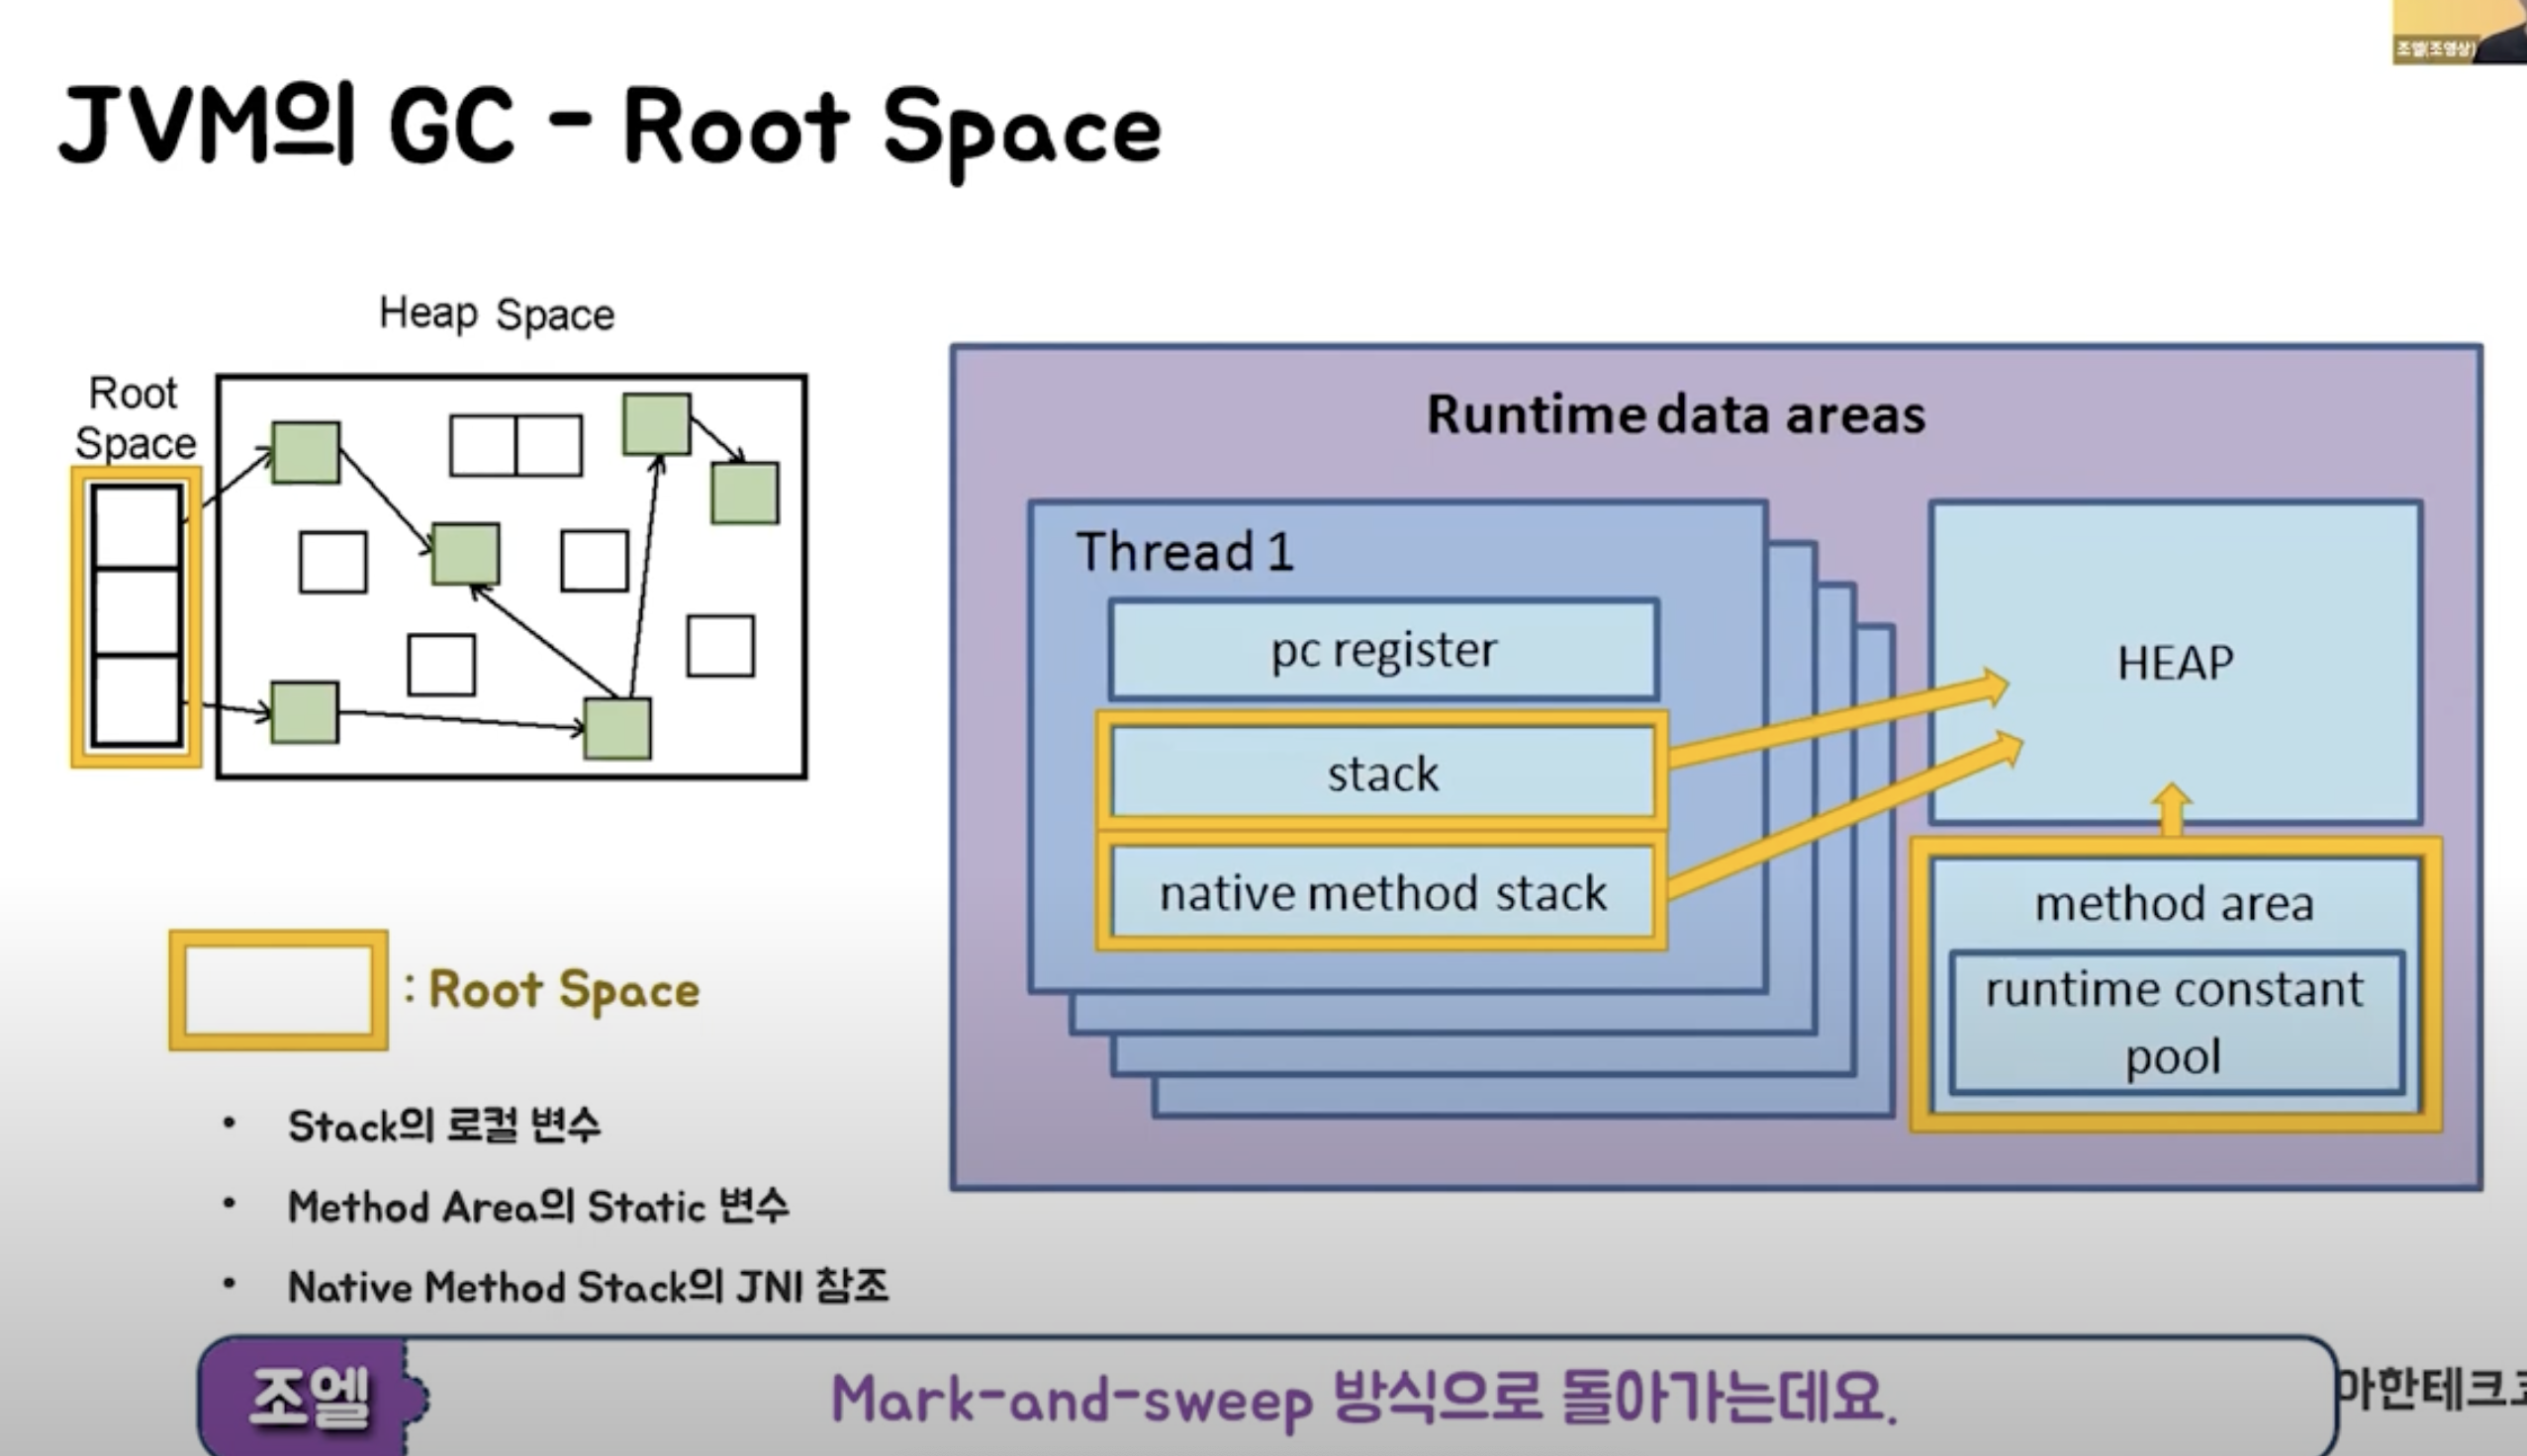 조엘(조영상)
JVM의 GC - Root Space
Heap Space
Root
Space
: Root Space
• Stack의 로컬 변수
• Method Area의 Static 변수
• Native Method Stack의 JNI 참조
Runtime data areas
Thread 1
pc register
stack
native method stack
HEAP
method area
runtime constant
pool
조엘
Mark-and-sweep 방식으로 돌아가는데요.
아한테크